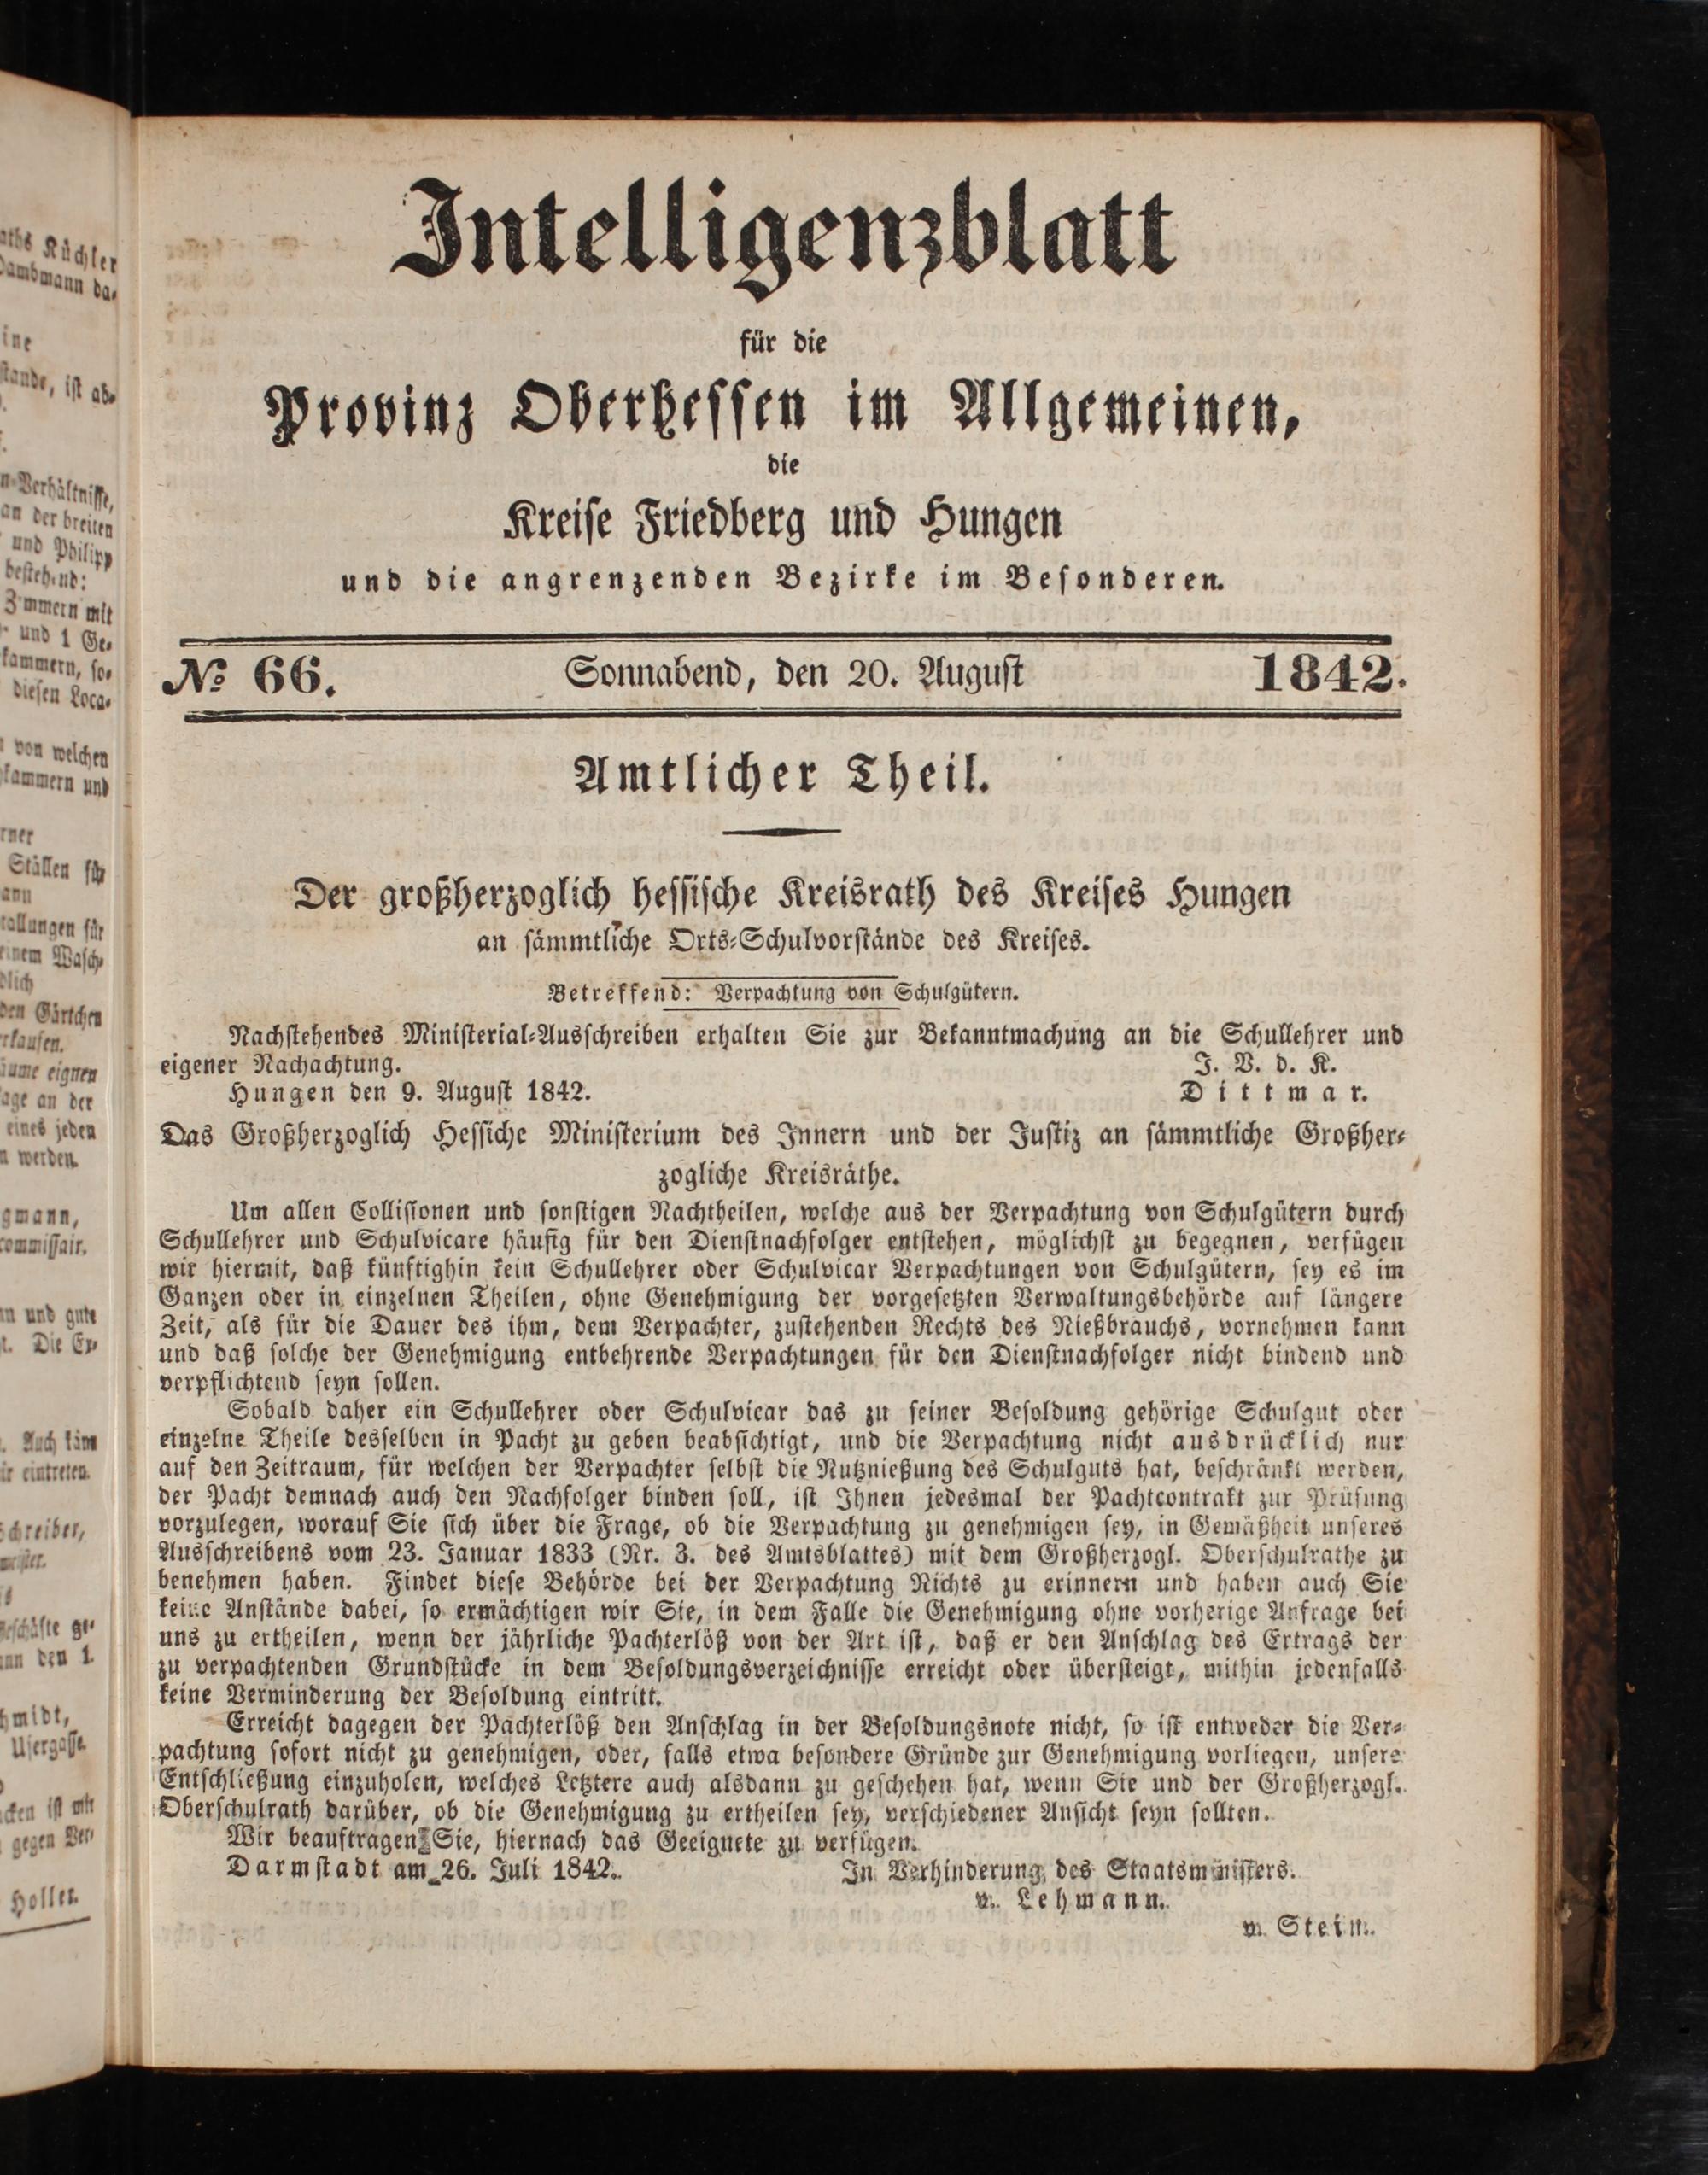 Intelligenzblatt
für die
Provinz Oberhessen im Allgemeinen,
die
Kreise Friedberg und Hungen
und die angrenzenden Bezirke im Besonderen.
№ 66. Sonnabend, den 20. August 1842.
Amtlicher Theil.
Der großherzoglich hessische Kreisrath des Kreises Hungen
an sämmtliche Orts-Schulvorstände des Kreises.
Betreffend: Verpachtung von Schulgütern.
Nachstehendes Ministerial-Ausschreiben erhalten Sie zur Bekanntmachung an die Schullehrer und
eigener Nachachtung. J. V. d. K.
Hungen den 9. August 1842. Dittmar.
Das Großherzoglich Hessiche Ministerium des Innern und der Justiz an sämmtliche Großher-
zogliche Kreisräthe.
Um allen Collisionen und sonstigen Nachtheilen, welche aus der Verpachtung von Schulgütern durch
Schullehrer und Schulvicare häufig für den Dienstnachfolger entstehen, möglichst zu begegnen, verfügen
wir hiermit, daß künftighin kein Schullehrer oder Schulvicar Verpachtungen von Schulgütern, sey es im
Ganzen oder in einzelnen Theilen, ohne Genehmigung der vorgesetzten Verwaltungsbehörde auf längere
Zeit, als für die Dauer des ihm, dem Verpachter, zustehenden Rechts des Nießbrauchs, vornehmen kann
und daß solche der Genehmigung entbehrende Verpachtungen für den Dienstnachfolger nicht bindend und
verpflichtend seyn sollen.
Sobald daher ein Schullehrer oder Schulvicar das zu seiner Besoldung gehörige Schulgut oder
einzelne Theile desselben in Pacht zu geben beabsichtigt, und die Verpachtung nicht ausdrücklich nur
auf den Zeitraum, für welchen der Verpachter selbst die Nutznießung des Schulguts hat, beschränkt werden,
der Pacht demnach auch den Nachfolger binden soll, ist Ihnen jedesmal der Pachtcontrakt zur Prüfung
vorzulegen, worauf Sie sich über die Frage, ob die Verpachtung zu genehmigen sey, in Gemäßheit unseres
Ausschreibens vom 23. Januar 1833 (Nr. 3. des Amtsblattes) mit dem Großherzogl. Oberschulrathe zu
benehmen haben. Findet diese Behörde bei der Verpachtung Nichts zu erinnern und haben auch Sie
keine Anstände dabei, so ermächtigen wir Sie, in dem Falle die Genehmigung ohne vorherige Anfrage bei
uns zu ertheilen, wenn der jährliche Pachterlöß von der Art ist, daß er den Anschlag des Ertrags der
zu verpachtenden Grundstücke in dem Besoldungsverzeichnisse erreicht oder übersteigt, mithin jedenfalls
keine Verminderung der Besoldung eintritt.
Erreicht dagegen der Pachterlöß den Anschlag in der Besoldungsnote nicht, so ist entweder die Ver-
pachtung sofort nicht zu genehmigen, oder, falls etwa besondere Gründe zur Genehmigung vorliegen, unsere
Entschließung einzuholen, welches Letztere auch alsdann zu geschehen hat, wenn Sie und der Großherzogl.
Oberschulrath darüber, ob die Genehmigung zu ertheilen sey, verschiedener Ansicht seyn sollten.
Wir beauftragen Sie, hiernach das Geeignete zu verfügen.
Darmstadt am 26. Juli 1842. In Verhinderung des Staatsministers.
v. Lehmann.
v. Stein.